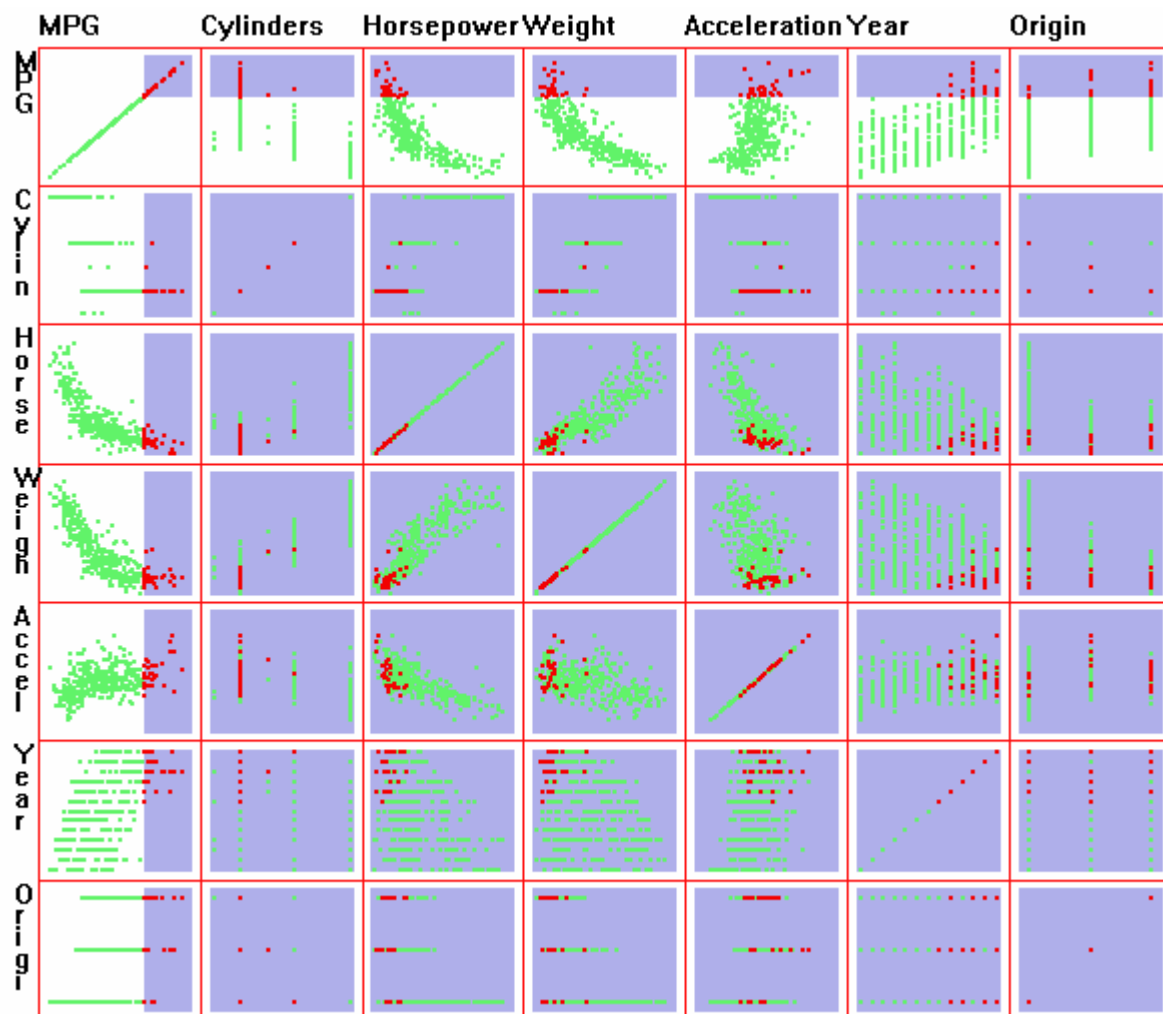 MPG Cylinders Horsepower Weight Acceleration Year Origin
MPG
Cylin
Horse
Weigh
Accel
Year
Origi